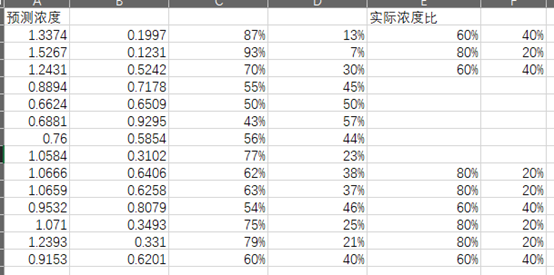 A B C D E F
预测浓度 实际浓度比
1.3374 0.1997 87% 13% 60% 40%
1.5267 0.1231 93% 7% 80% 20%
1.2431 0.5242 70% 30% 60% 40%
0.8894 0.7178 55% 45%
0.6624 0.6509 50% 50%
0.6881 0.9295 43% 57%
0.76 0.5854 56% 44%
1.0584 0.3102 77% 23%
1.0666 0.6406 62% 38% 80% 20%
1.0659 0.6258 63% 37% 80% 20%
0.9532 0.8079 54% 46% 60% 40%
1.071 0.3493 75% 25% 80% 20%
1.2393 0.331 79% 21% 80% 20%
0.9153 0.6201 60% 40% 60% 40%